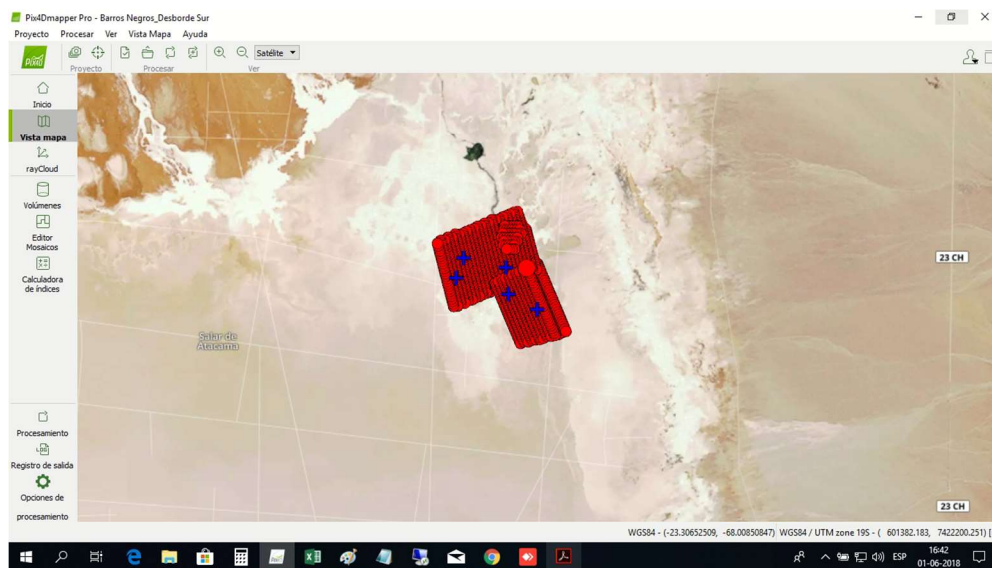 Pix4Dmapper Pro - Barros Negros_Desborde Sur
Proyecto Procesar Ver Vista Mapa Ayuda
PIX4D
Satélite
Proyecto Procesar Ver
Inicio
Vista mapa
rayCloud
Volúmenes
Editor
Mosaicos
Calculadora
de índices
23 CH
Salar de
Atacama
Procesamiento
LOG
Registro de salida
Opciones de
procesamiento
23 CH
WGS84 - (-23.30652509, -68.00850847) WGS84 / UTM zone 19S - ( 601382.183, 7422200.251) [
ESP
16:42
01-06-2018